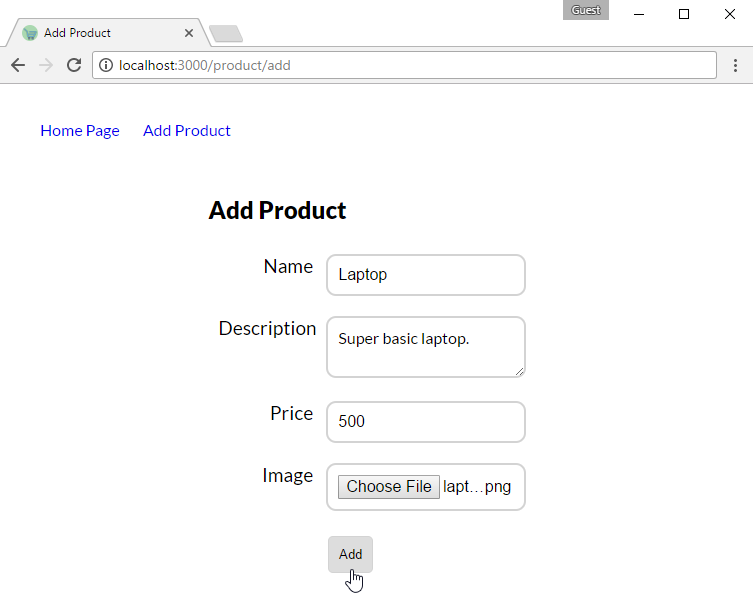 Guest
Add Product
localhost:3000/product/add
Home Page Add Product
Add Product
Name Laptop
Description Super basic laptop.
Price 500
Image Choose File lapt...png
Add